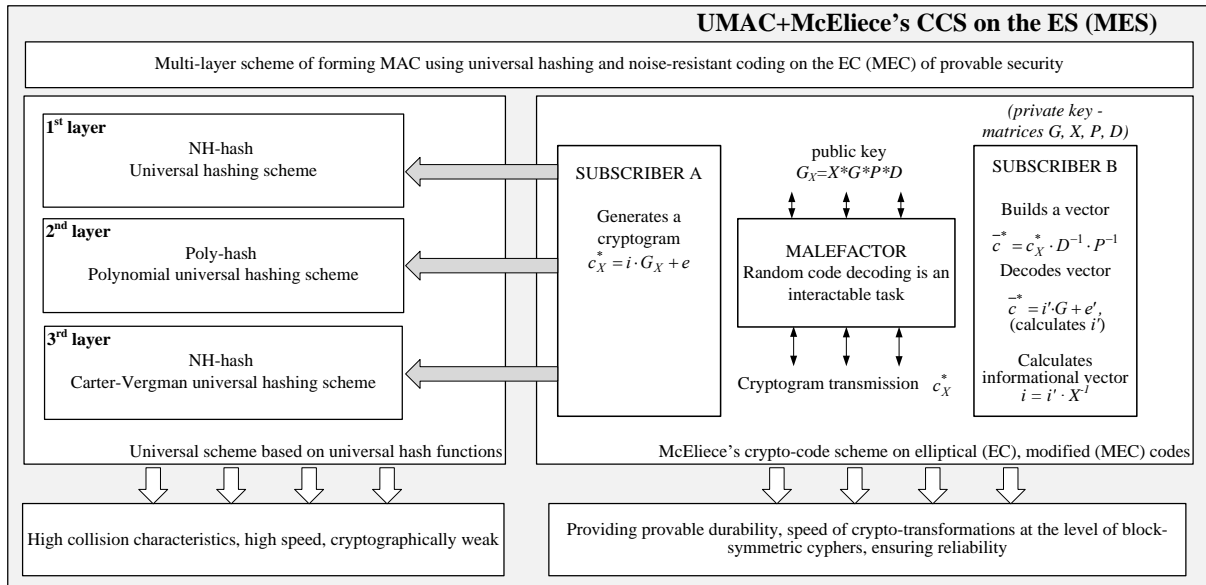 UMAC+McEliece's CCS on the ES (MES)
Multi-layer scheme of forming MAC using universal hashing and noise-resistant coding on the EC (MEC) of provable security
1st layer
NH-hash
Universal hashing scheme
2nd layer
Poly-hash
Polynomial universal hashing scheme
3rd layer
NH-hash
Carter-Vergman universal hashing scheme
Universal scheme based on universal hash functions
SUBSCRIBER A
Generates a
cryptogram
c*_X = i · G_X + e
public key
G_X=X*G*P*D
MALEFACTOR
Random code decoding is an
interactable task
Cryptogram transmission c*_X
(private key -
matrices G, X, P, D)
SUBSCRIBER B
Builds a vector
c̄* = c*_X · D⁻¹ · P⁻¹
Decodes vector
c̄* = i′·G + e′,
(calculates i′)
Calculates
informational vector
i = i′ · X⁻¹
McEliece's crypto-code scheme on elliptical (EC), modified (MEC) codes
High collision characteristics, high speed, cryptographically weak
Providing provable durability, speed of crypto-transformations at the level of block-
symmetric cyphers, ensuring reliability